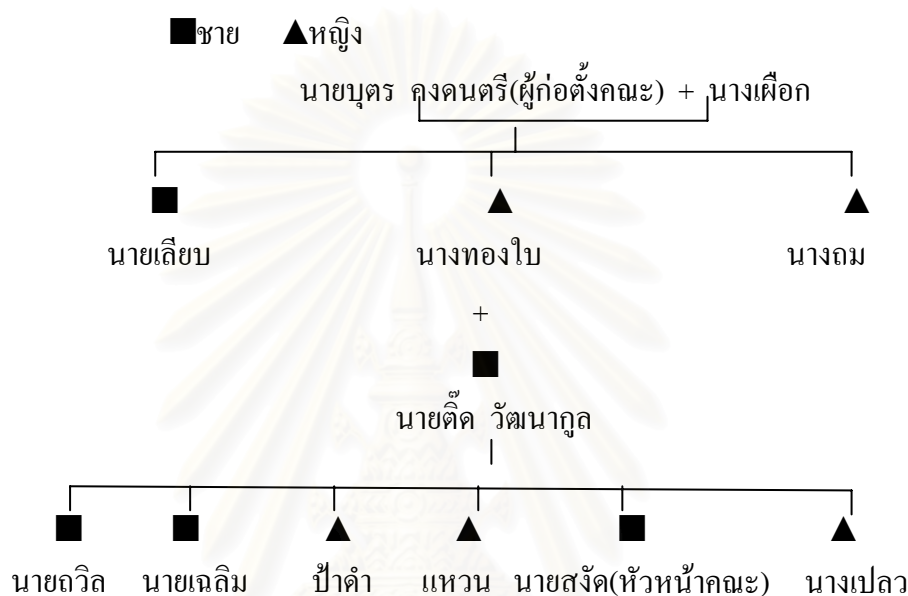 ■ชาย ▲หญิง
นายบุตร คงดนตรี(ผู้ก่อตั้งคณะ) + นางเผือก
นายเลียบ นางทองใบ นางถม
+
นายติ๊ด วัฒนากูล
นายถวิล นายเฉลิม ป้าดำ แหวน นายสงัด(หัวหน้าคณะ) นางเปลว